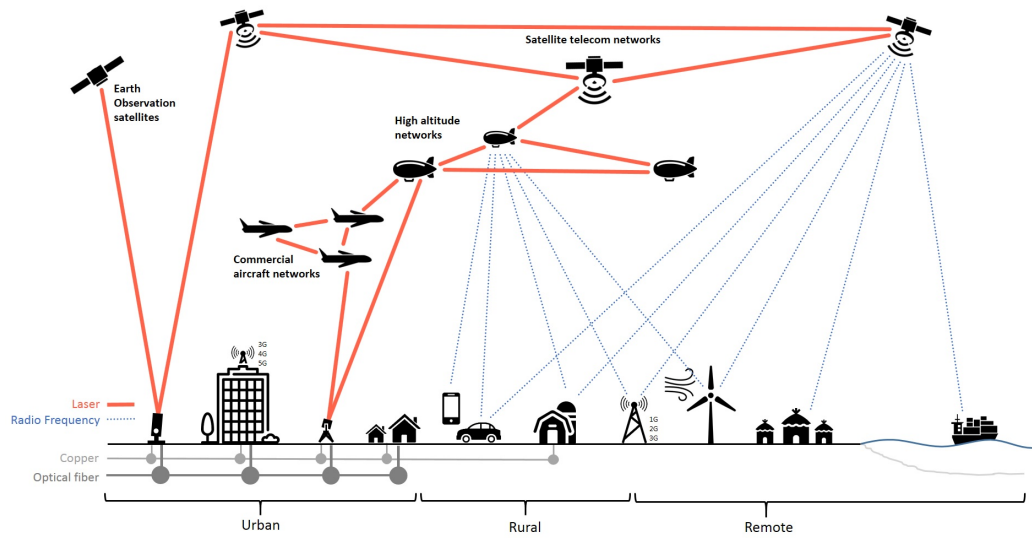 Satellite telecom networks
Earth
Observation
satellites
High altitude
networks
Commercial
aircraft networks
3G
4G
5G
Laser
Radio Frequency
1G
2G
3G
Copper
Optical fiber
Urban
Rural
Remote